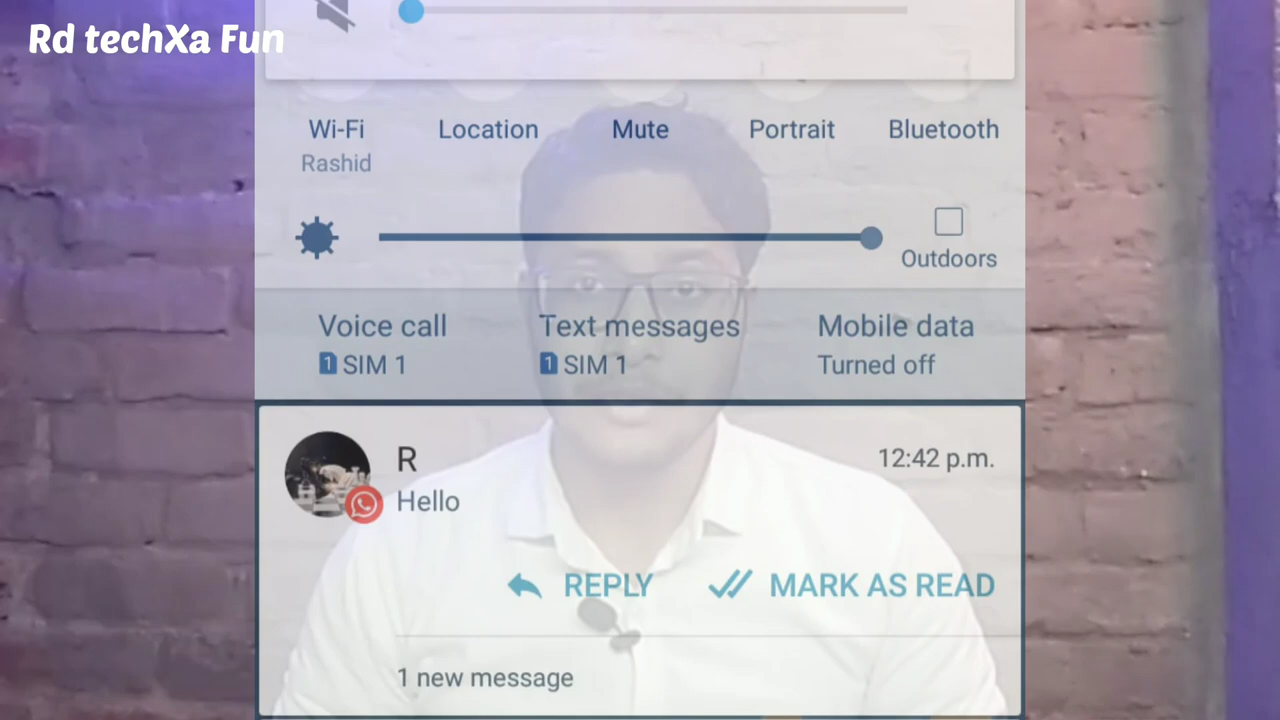 Rd techXa Fun
Wi-Fi Location Mute Portrait Bluetooth
Rashid
Outdoors
Voice call Text messages Mobile data
1 SIM 1 1 SIM 1 Turned off
R 12:42 p.m.
Hello
REPLY MARK AS READ
1 new message